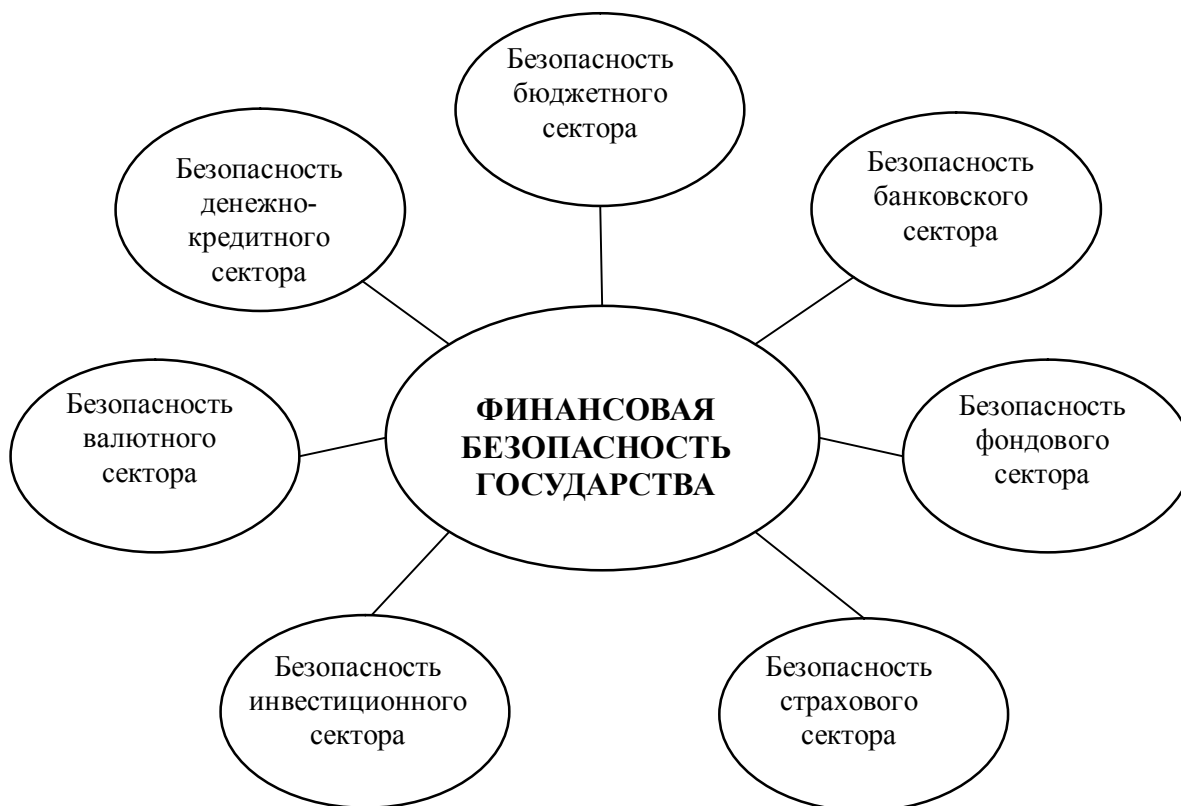 Безопасность
бюджетного
сектора
Безопасность
денежно-
кредитного
сектора
Безопасность
банковского
сектора
Безопасность
валютного
сектора
ФИНАНСОВАЯ
БЕЗОПАСНОСТЬ
ГОСУДАРСТВА
Безопасность
фондового
сектора
Безопасность
инвестиционного
сектора
Безопасность
страхового
сектора